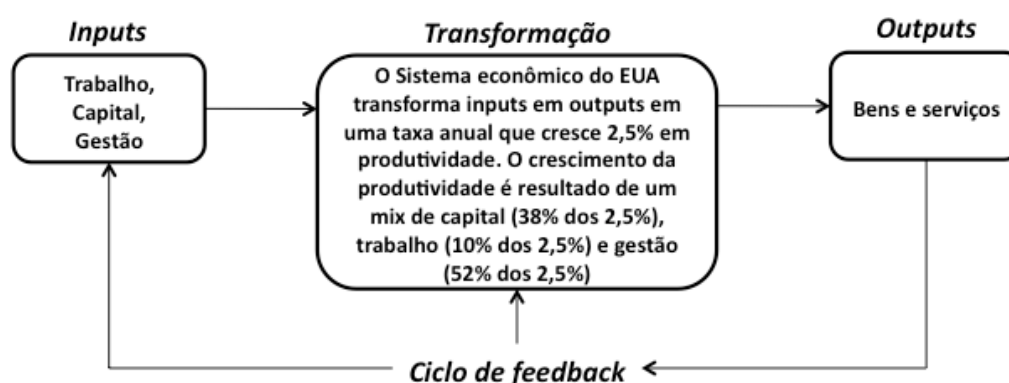 Inputs
Transformação
Outputs
Trabalho,
Capital,
Gestão
O Sistema econômico do EUA
transforma inputs em outputs em
uma taxa anual que cresce 2,5% em
produtividade. O crescimento da
produtividade é resultado de um
mix de capital (38% dos 2,5%),
trabalho (10% dos 2,5%) e gestão
(52% dos 2,5%)
Bens e serviços
Ciclo de feedback